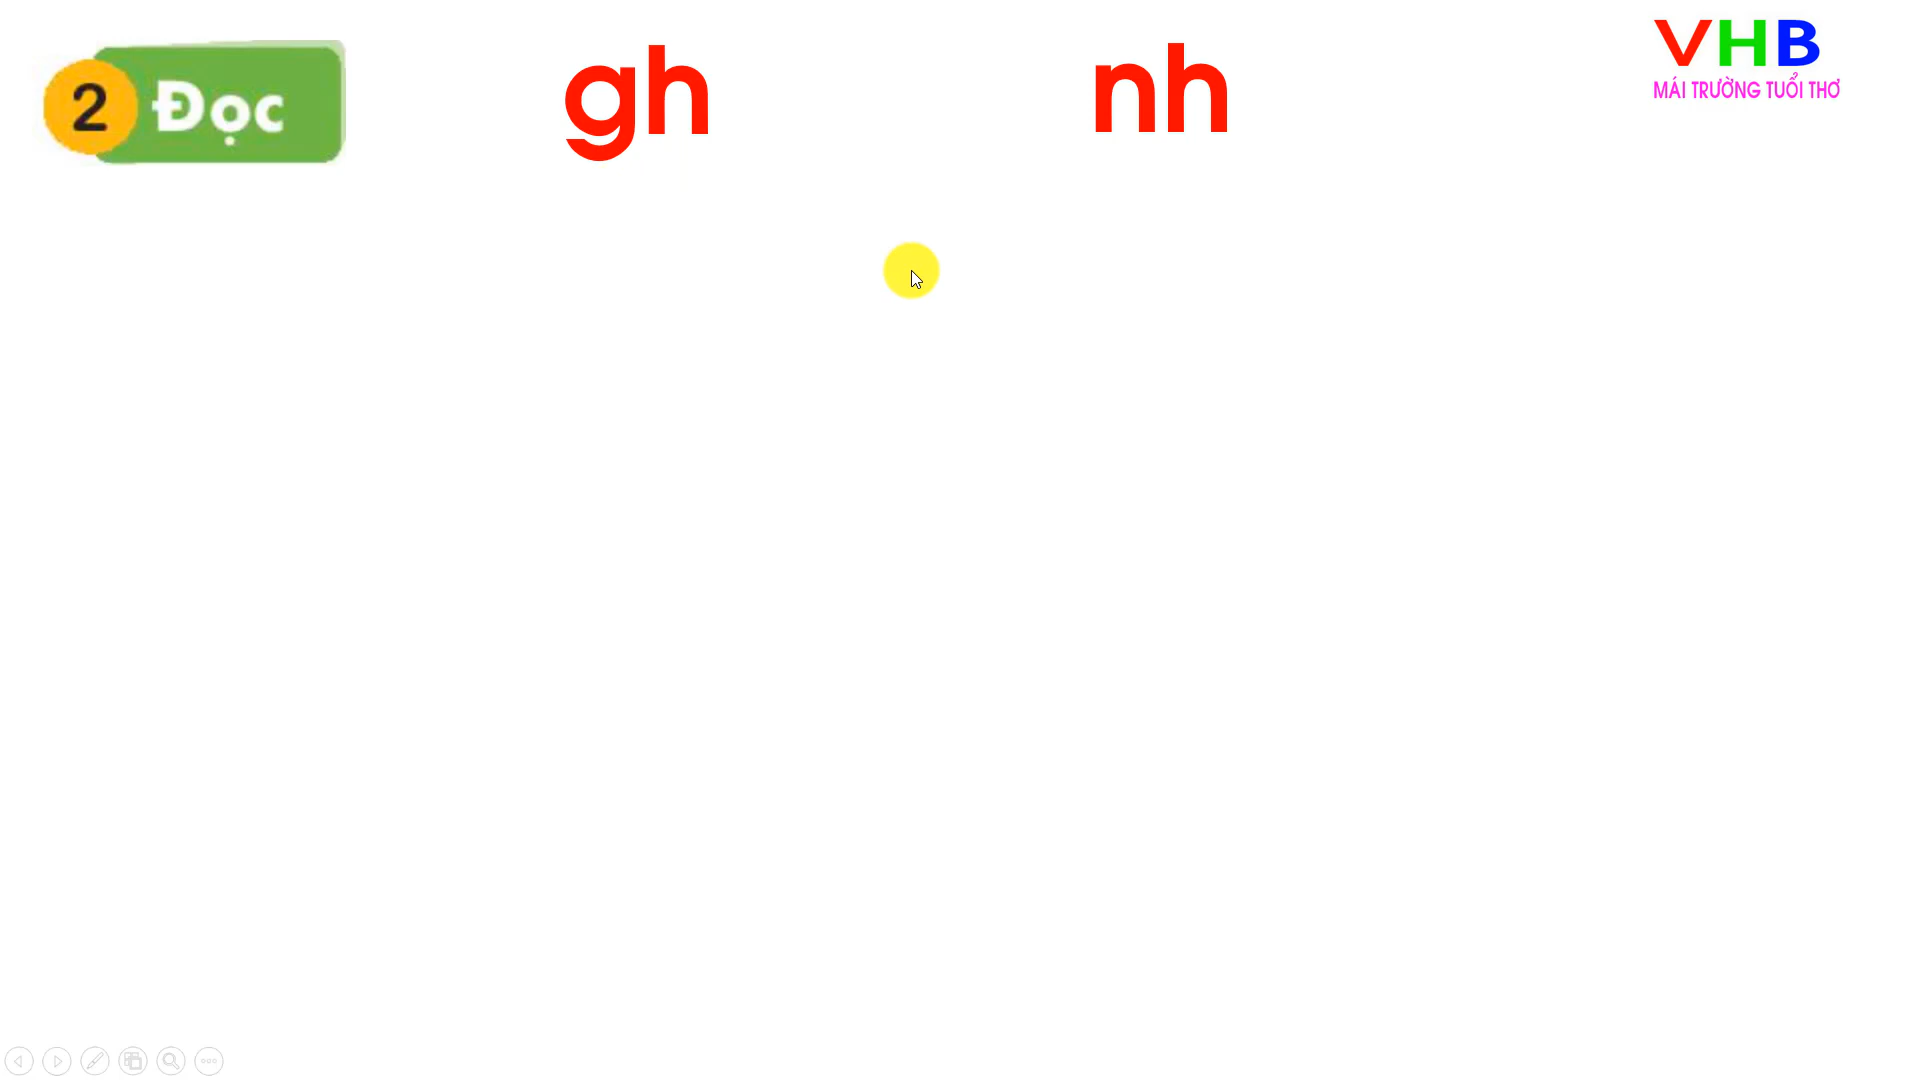 2 Đọc
gh
nh
VHB
MÁI TRƯỜNG TUỔI THƠ